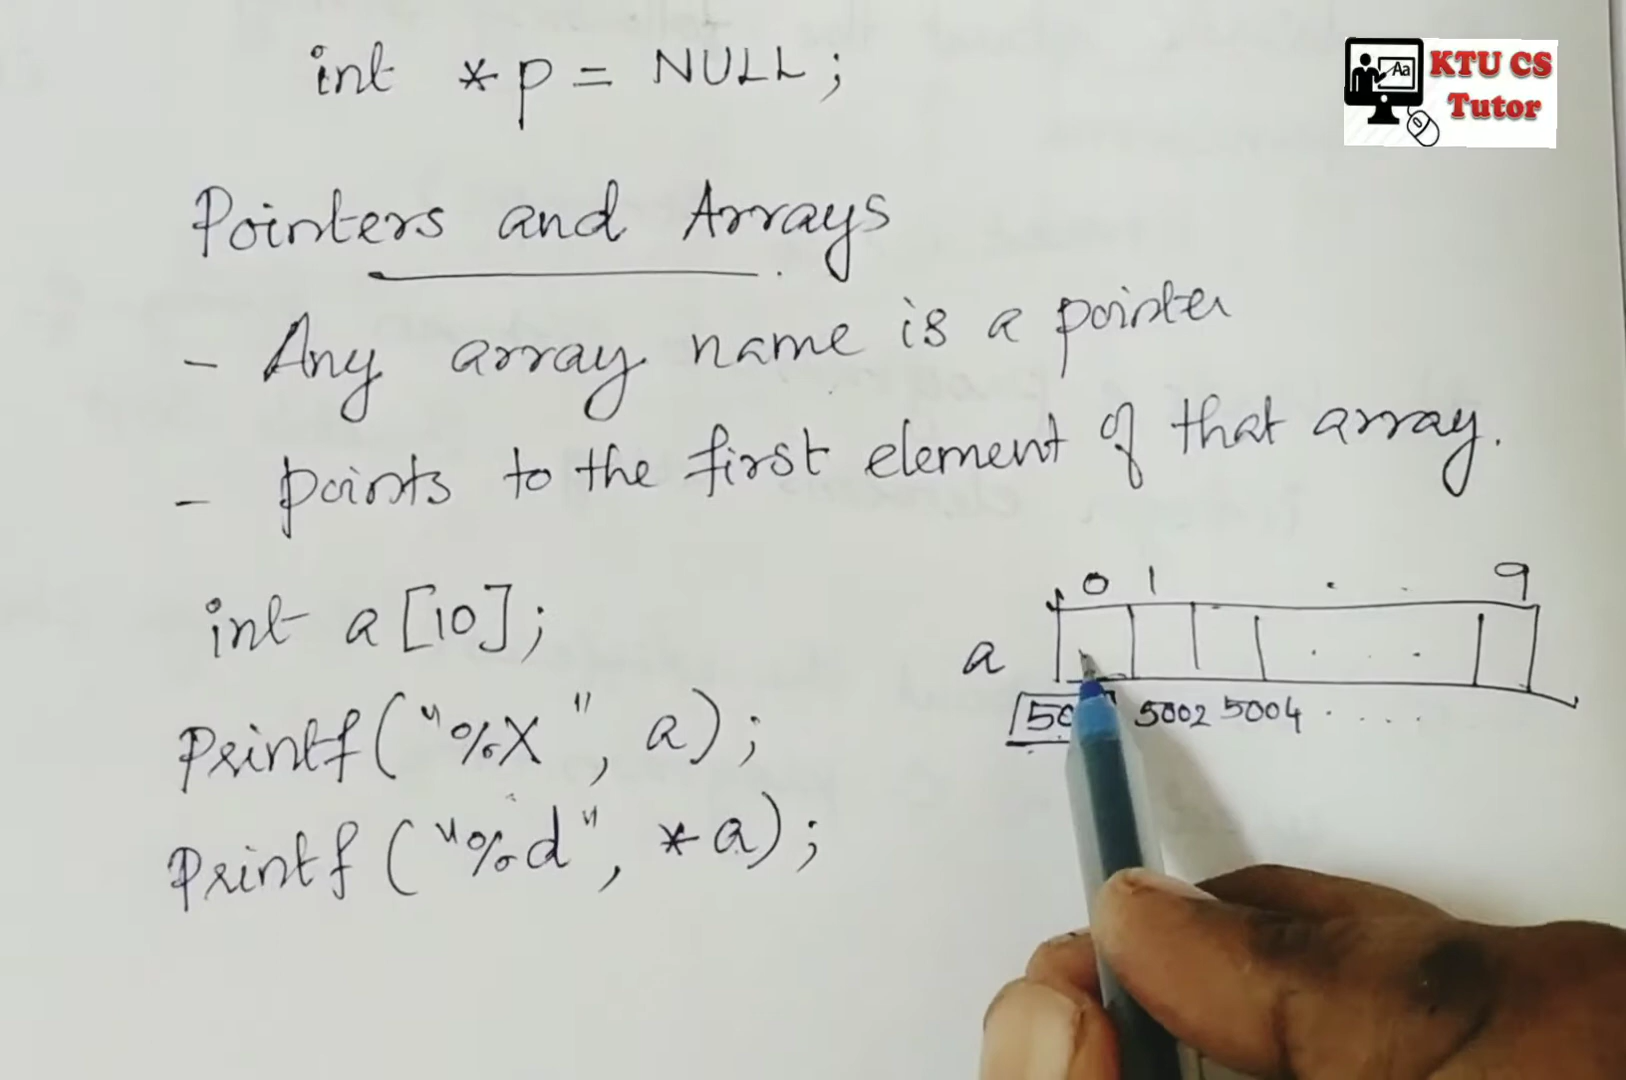 int *p = NULL;
KTU CS
Tutor
Aa
Pointers and Arrays
- Any array name is a pointer
- points to the first element of that array.
int a[10];
0 1 . . 9
a . . .
5002 5004 . . . .
Printf("%X", a);
Printf("%d", *a);